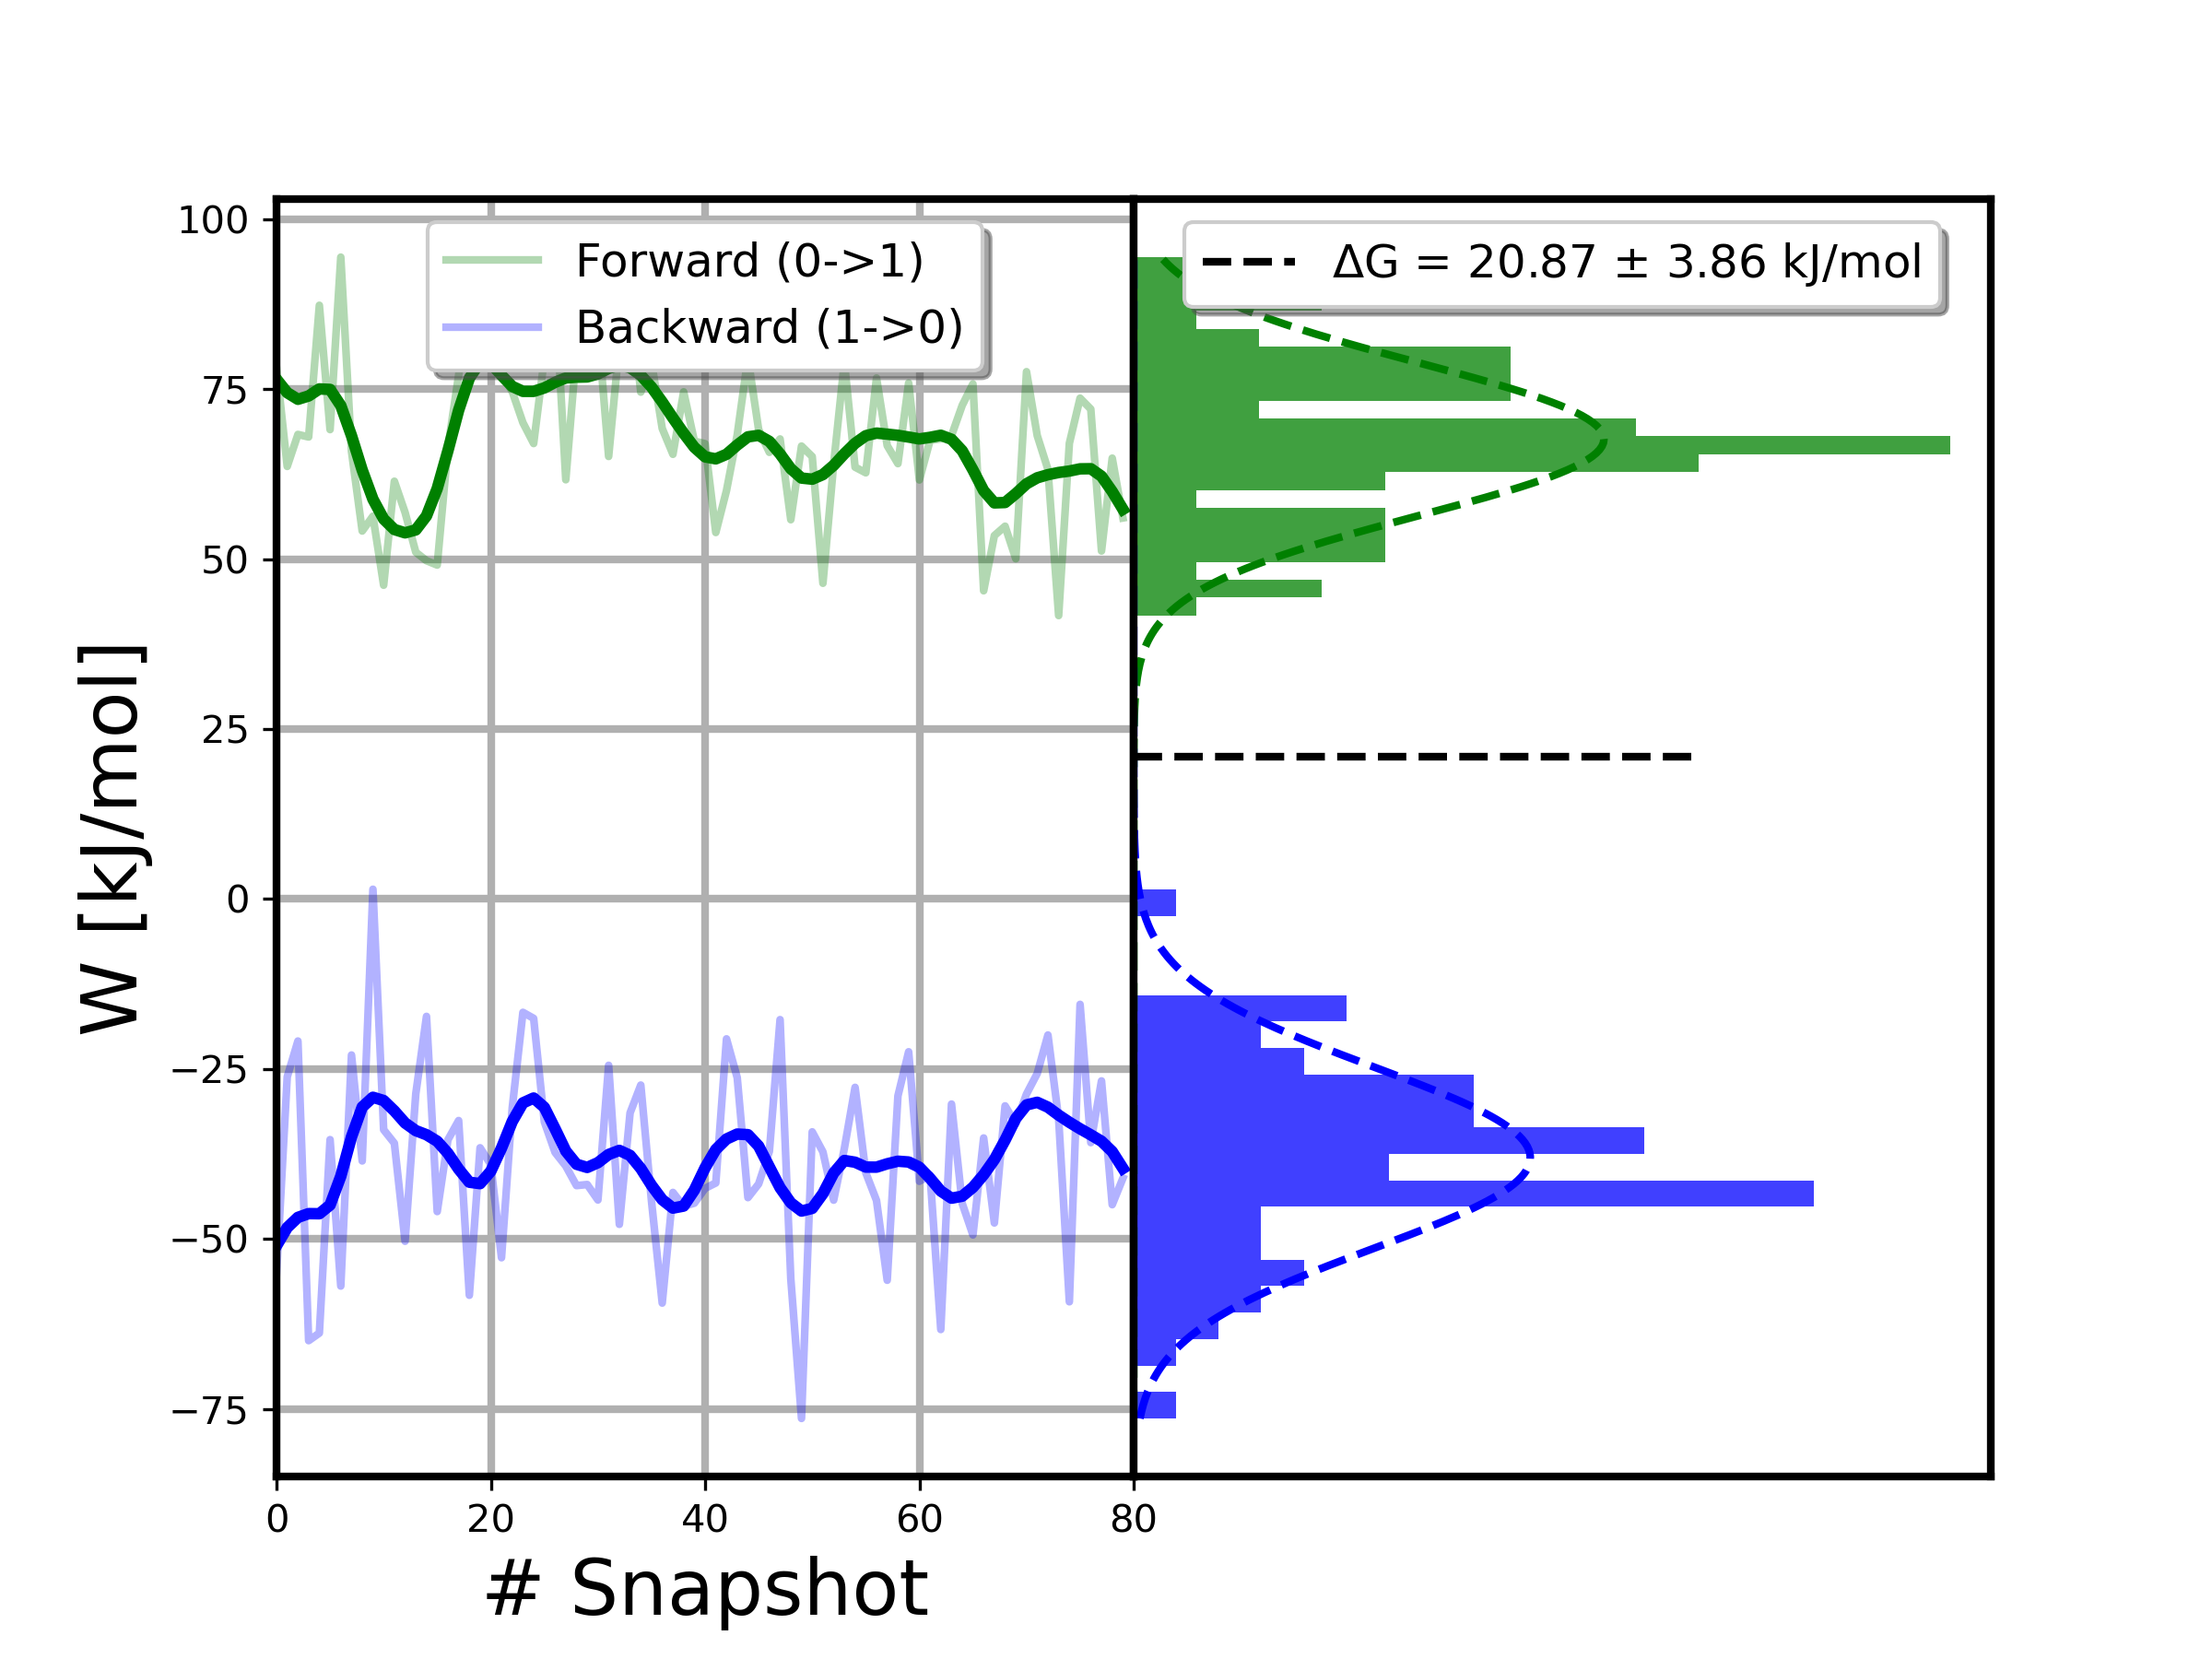 100
75
50
25
0
−25
−50
−75
W [kJ/mol]
Forward (0->1)
Backward (1->0)
ΔG = 20.87 ± 3.86 kJ/mol
0 20 40 60 80
# Snapshot